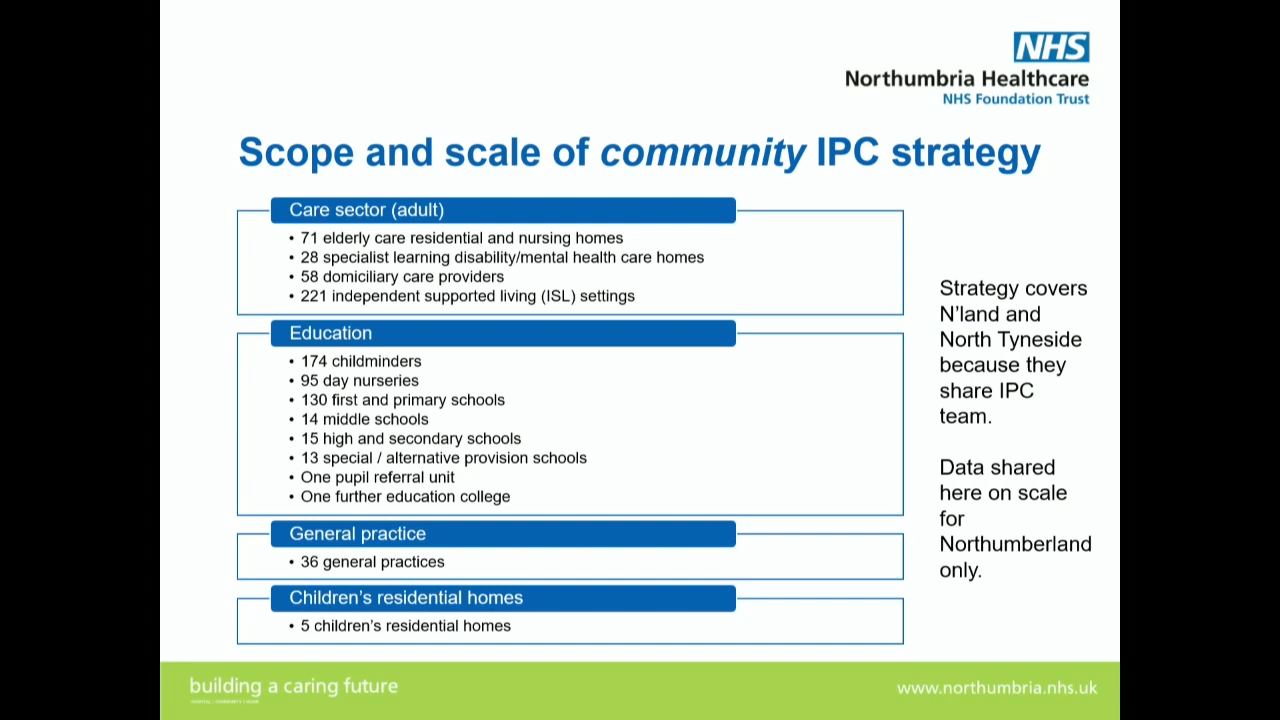 NHS
Northumbria Healthcare
NHS Foundation Trust
Scope and scale of community IPC strategy
Care sector (adult)
• 71 elderly care residential and nursing homes
• 28 specialist learning disability/mental health care homes
• 58 domiciliary care providers
• 221 independent supported living (ISL) settings
Education
• 174 childminders
• 95 day nurseries
• 130 first and primary schools
• 14 middle schools
• 15 high and secondary schools
• 13 special / alternative provision schools
• One pupil referral unit
• One further education college
General practice
• 36 general practices
Children’s residential homes
• 5 children’s residential homes
Strategy covers
N’land and
North Tyneside
because they
share IPC
team.
Data shared
here on scale
for
Northumberland
only.
building a caring future
www.northumbria.nhs.uk